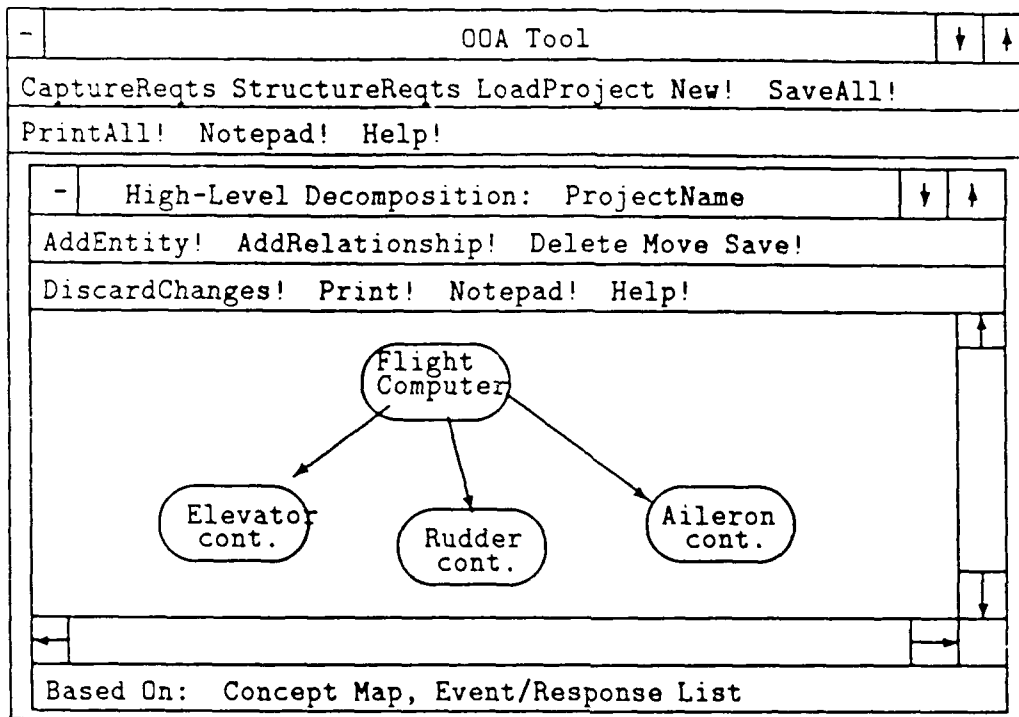 OOA Tool
CaptureReqts StructureReqts LoadProject New! SaveAll!
PrintAll! Notepad! Help!
High-Level Decomposition: ProjectName
AddEntity! AddRelationship! Delete Move Save!
DiscardChanges! Print! Notepad! Help!
Flight
Computer
Elevator
cont.
Rudder
cont.
Aileron
cont.
Based On: Concept Map, Event/Response List